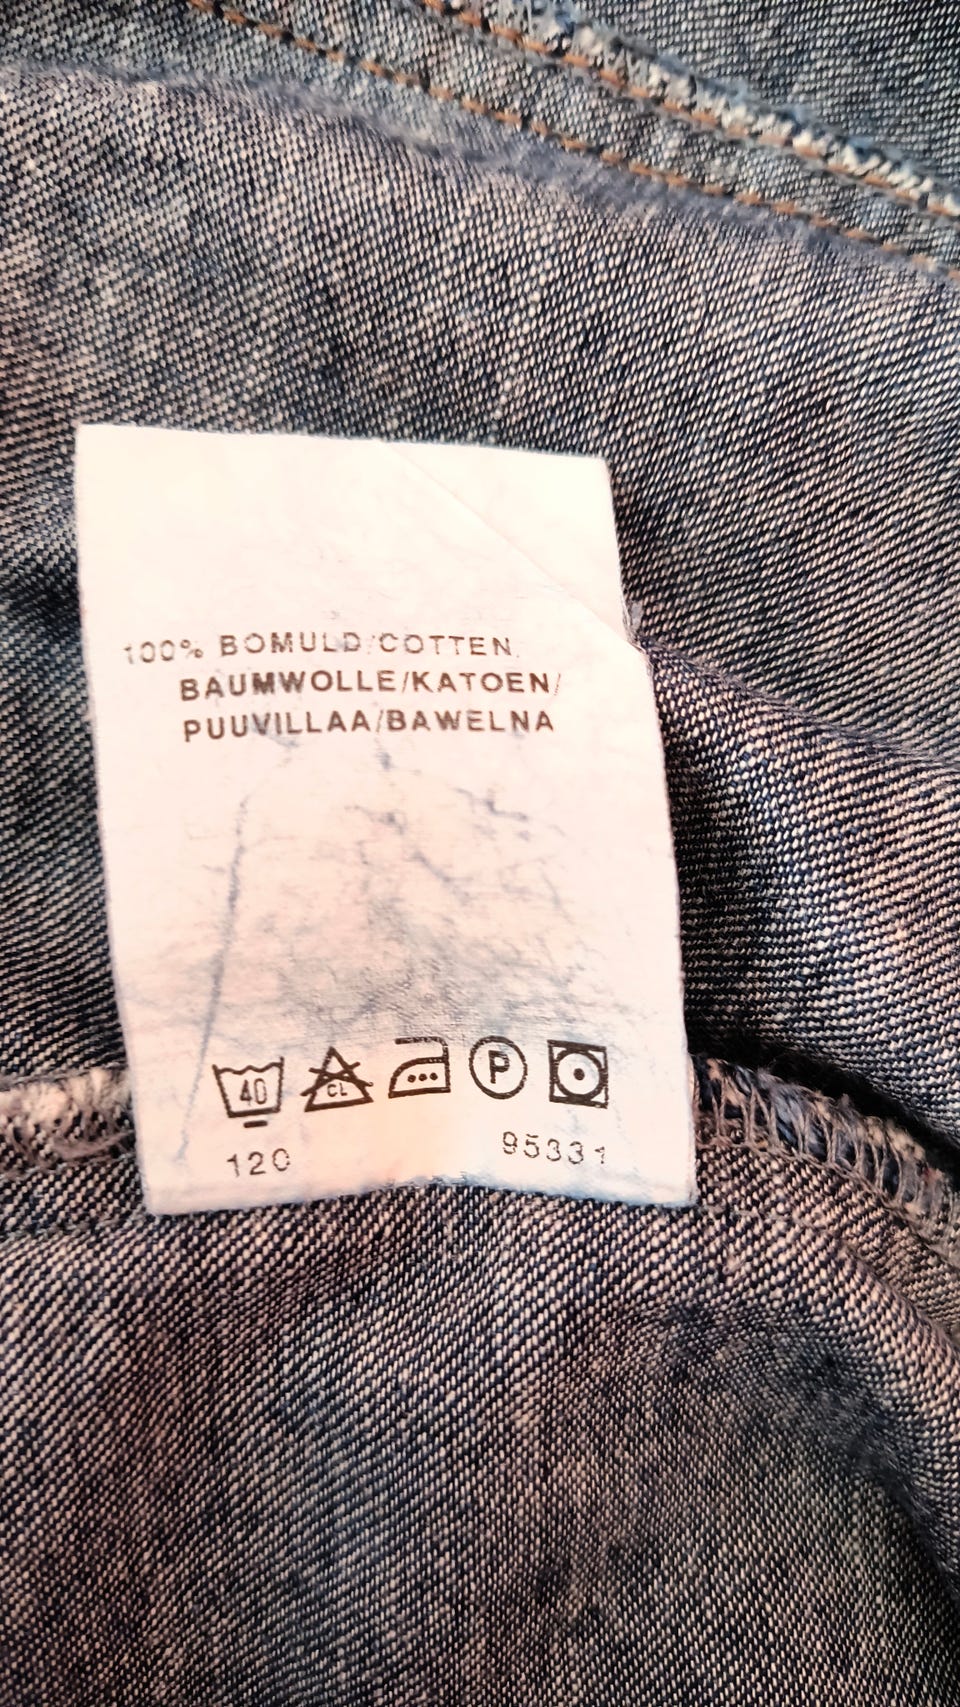 100% BOMULD/COTTEN/
BAUMWOLLE/KATOEN/
PUUVILLAA/BAWELNA
40 CL P
120 95331